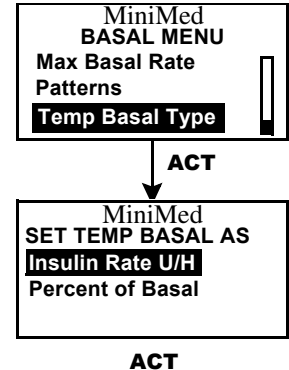 MiniMed
BASAL MENU
Max Basal Rate
Patterns
Temp Basal Type
ACT
MiniMed
SET TEMP BASAL AS
Insulin Rate U/H
Percent of Basal
ACT